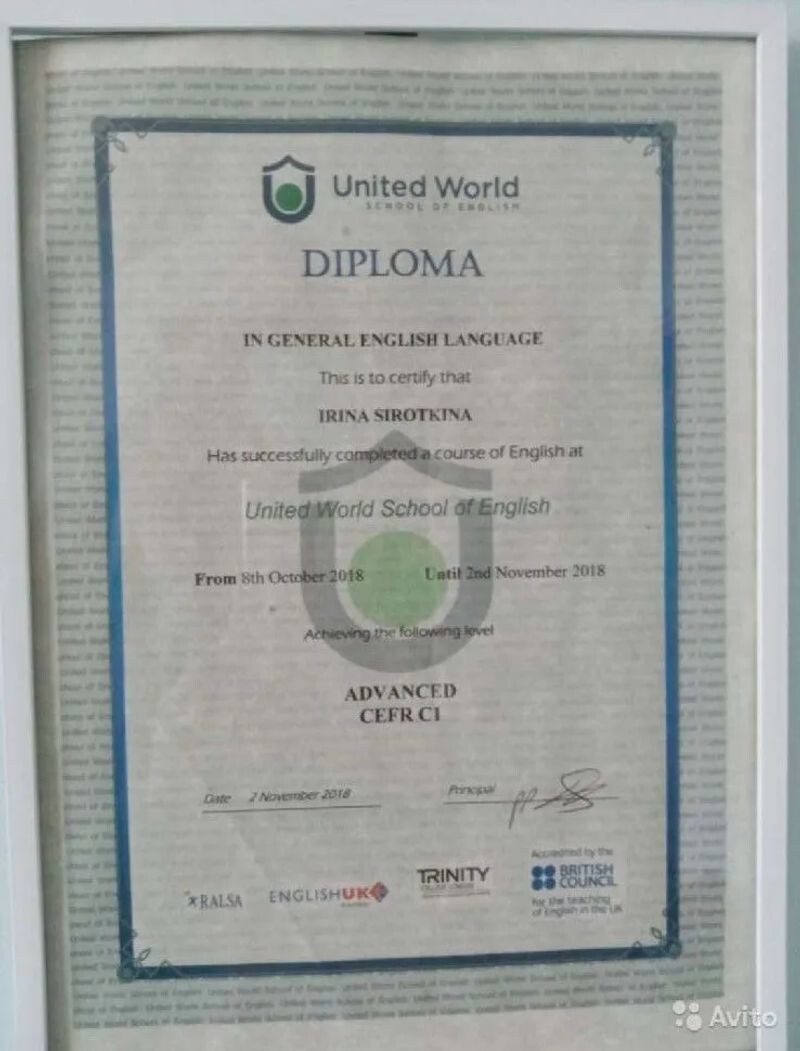 United World
SCHOOL OF ENGLISH
DIPLOMA
IN GENERAL ENGLISH LANGUAGE
This is to certify that
IRINA SIROTKINA
Has successfully completed a course of English at
United World School of English
From 8th October 2018 Until 2nd November 2018
Achieving the following level
ADVANCED
CEFR C1
Date 2 November 2018 Principal
RALSA
ENGLISHUK
TRINITY
COLLEGE LONDON
Accredited by the
BRITISH
COUNCIL
for the teaching
of English in the UK
Avito